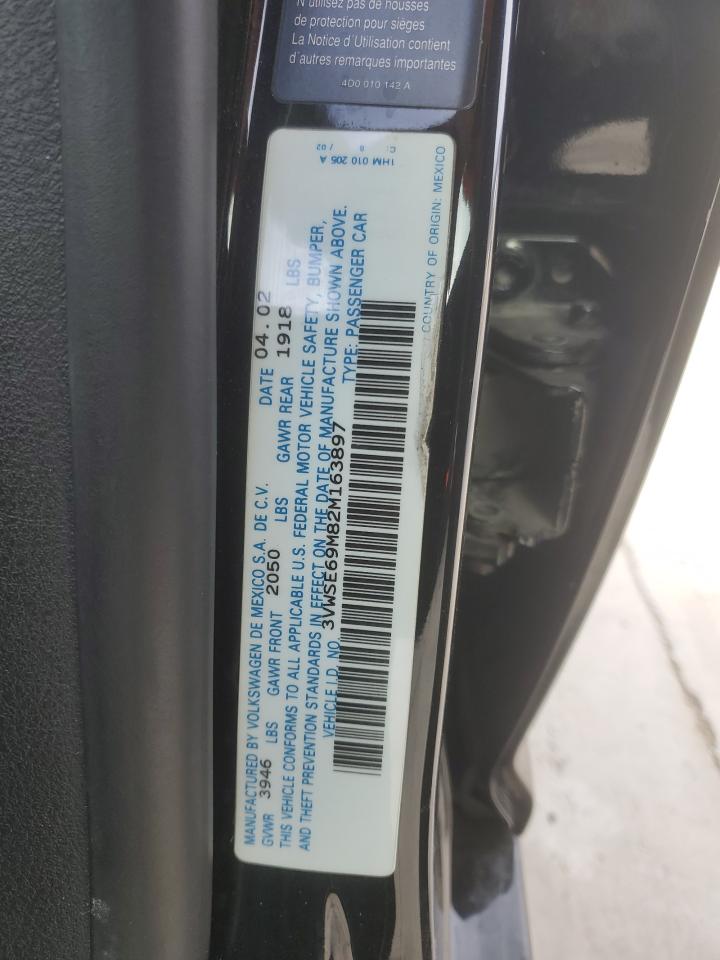 N'utilisez pas de housses
de protection pour sièges
La Notice d'Utilisation contient
d'autres remarques importantes
4D0 010 142 A
1HM 010 205 A
D: 8 / 02
MANUFACTURED BY VOLKSWAGEN DE MEXICO S.A. DE C.V. DATE 04.02
GVWR 3946 LBS GAWR FRONT 2050 LBS GAWR REAR 1918 LBS
THIS VEHICLE CONFORMS TO ALL APPLICABLE U.S. FEDERAL MOTOR VEHICLE SAFETY, BUMPER,
AND THEFT PREVENTION STANDARDS IN EFFECT ON THE DATE OF MANUFACTURE SHOWN ABOVE.
VEHICLE I.D. NO. 3VWSE69M82M163897 TYPE: PASSENGER CAR
COUNTRY OF ORIGIN: MEXICO